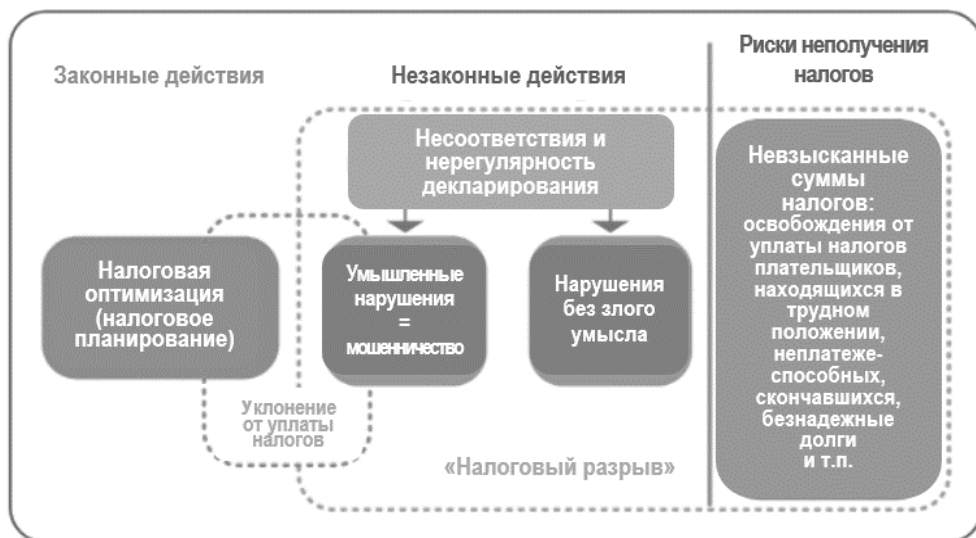 Законные действия
Незаконные действия
Риски неполучения
налогов
Несоответствия и
нерегулярность
декларирования
Налоговая
оптимизация
(налоговое
планирование)
Умышленные
нарушения
=
мошенничество
Нарушения
без злого
умысла
Уклонение
от уплаты
налогов
«Налоговый разрыв»
Невзысканные
суммы
налогов:
освобождения от
уплаты налогов
плательщиков,
находящихся в
трудном
положении,
неплатеже-
способных,
скончавшихся,
безнадежные
долги
и т.п.